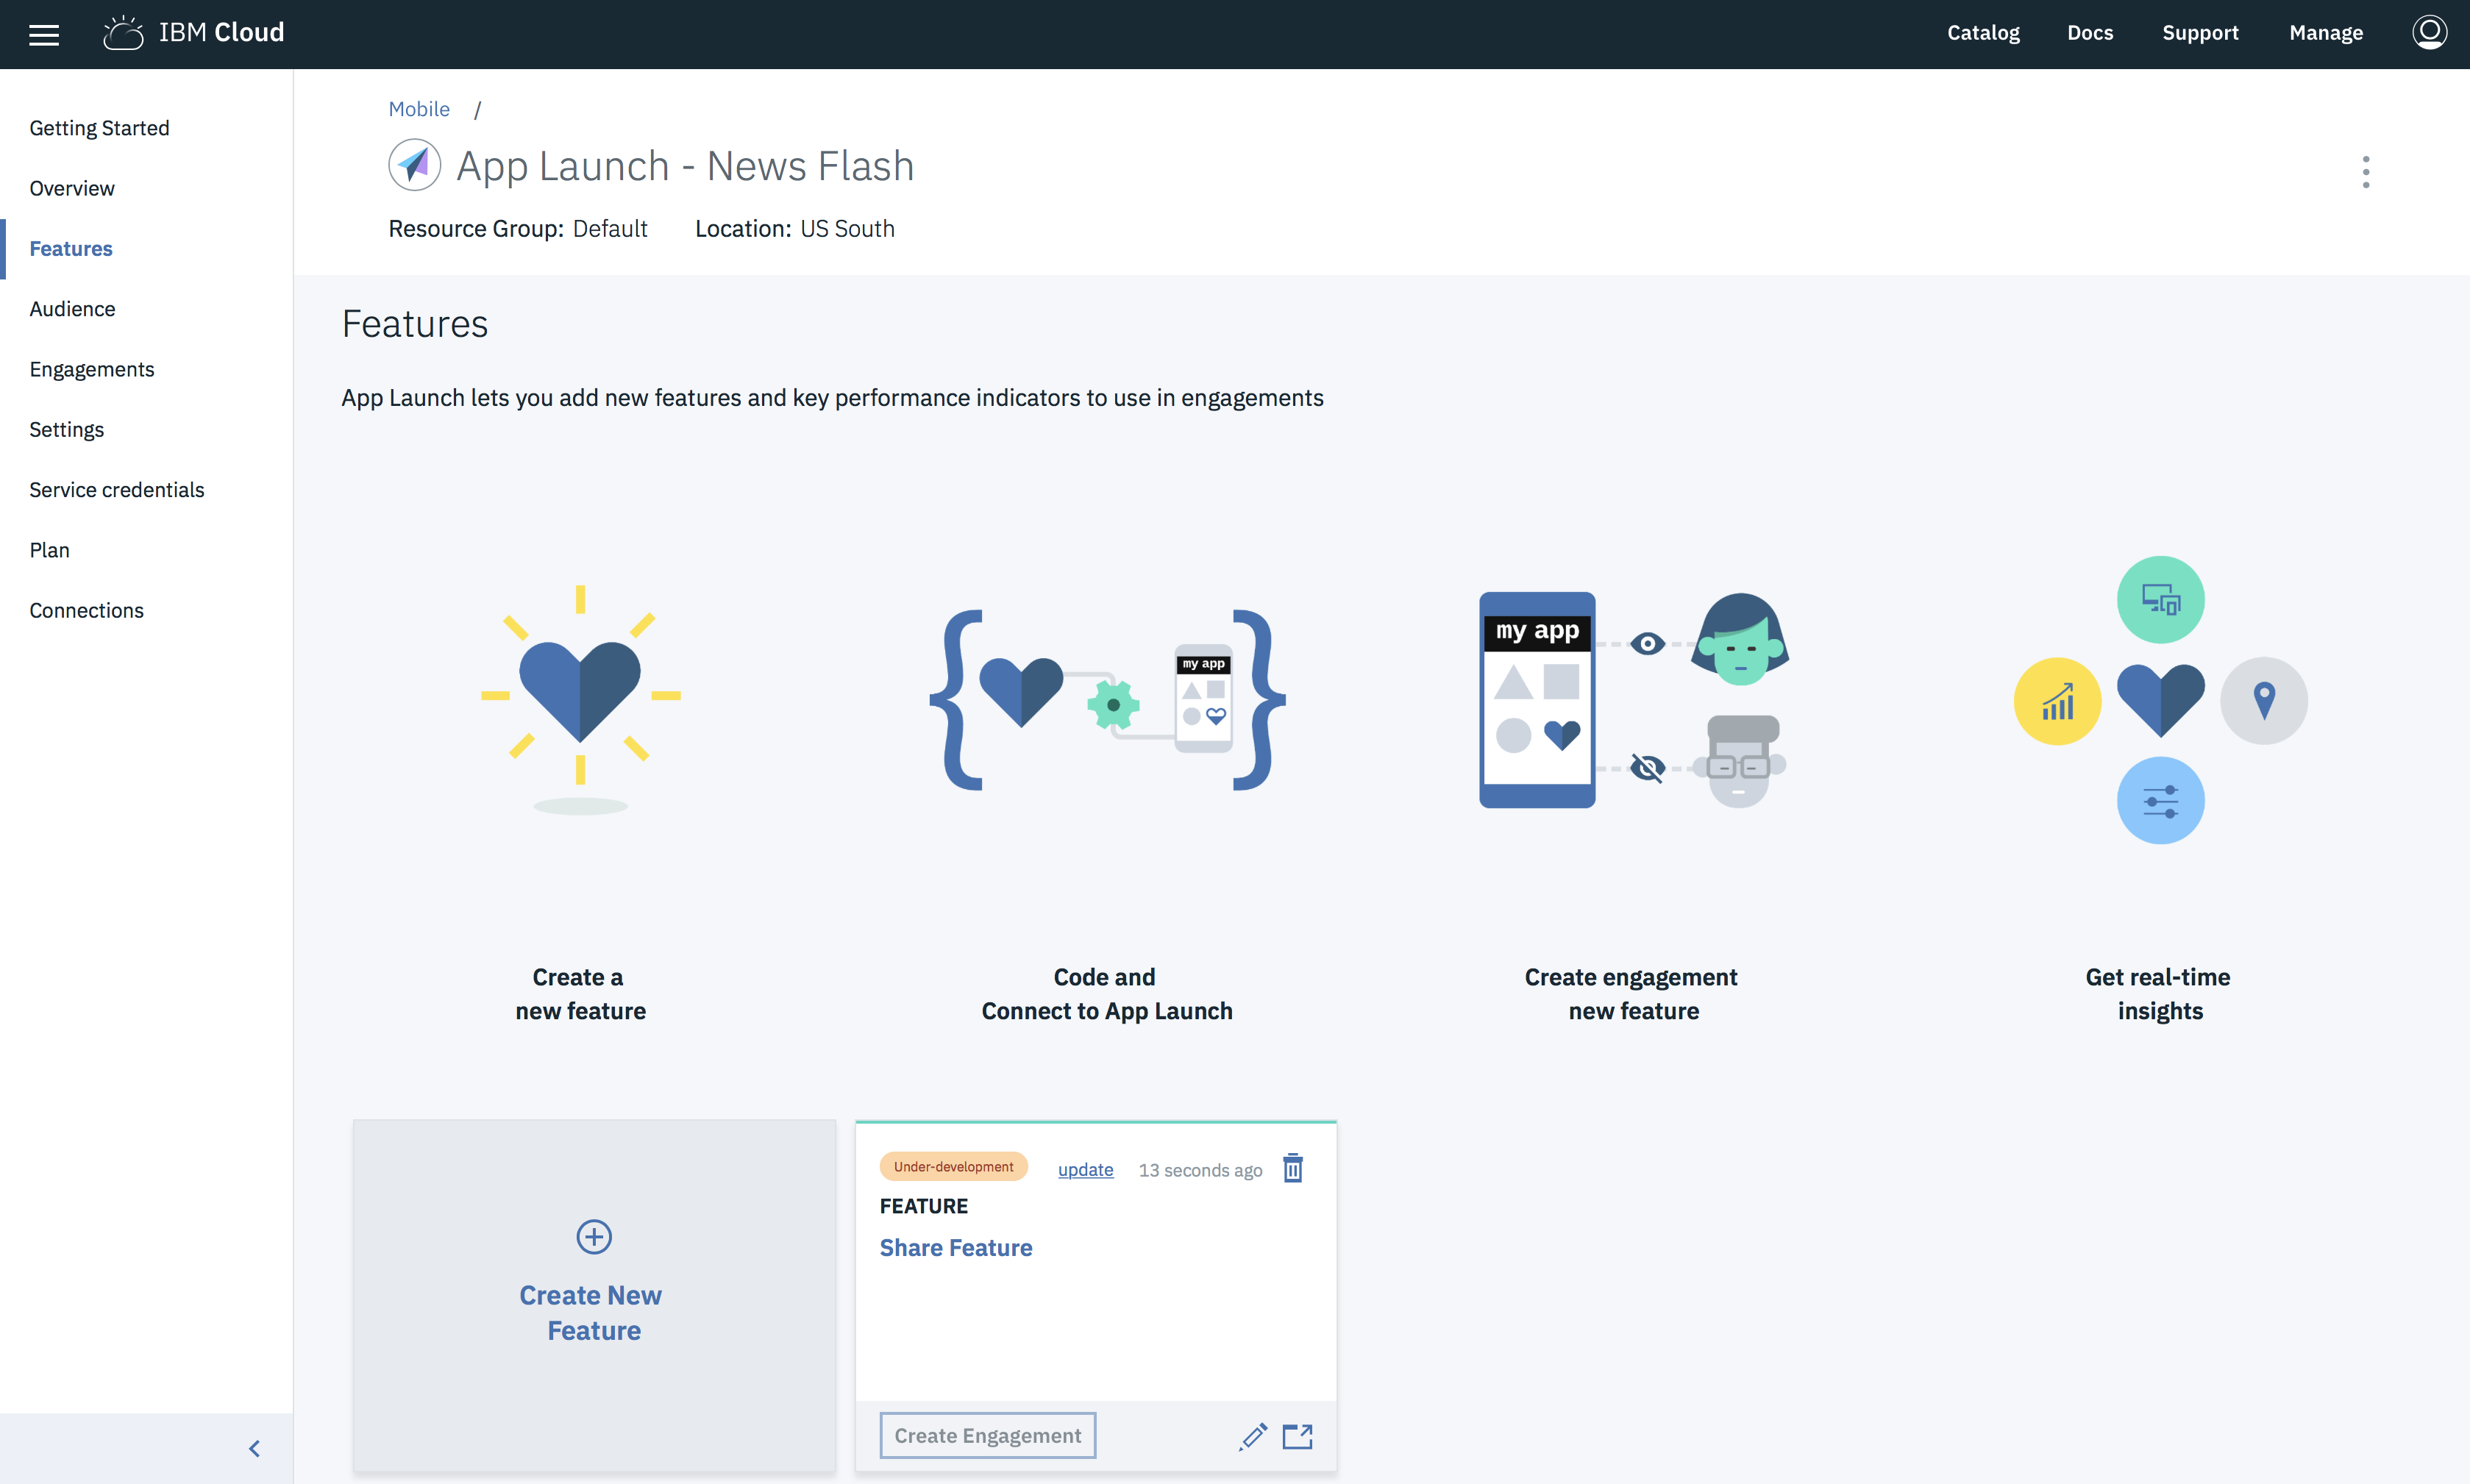 IBM Cloud
Catalog
Docs
Support
Manage
Getting Started
Overview
Features
Audience
Engagements
Settings
Service credentials
Plan
Connections
Mobile /
App Launch - News Flash
Resource Group: Default Location: US South
Features
App Launch lets you add new features and key performance indicators to use in engagements
my app
my app
Create a
new feature
Code and
Connect to App Launch
Create engagement
new feature
Get real-time
insights
Create New
Feature
Under-development update 13 seconds ago
FEATURE
Share Feature
Create Engagement